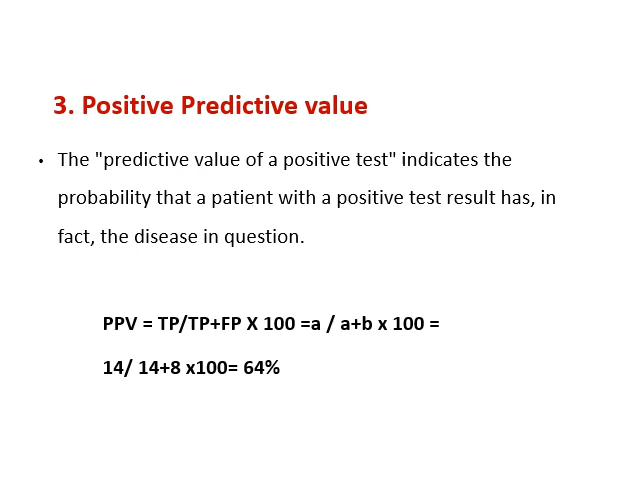 3. Positive Predictive value
• The "predictive value of a positive test" indicates the
probability that a patient with a positive test result has, in
fact, the disease in question.
PPV = TP/TP+FP X 100 =a / a+b x 100 =
14/ 14+8 x100= 64%